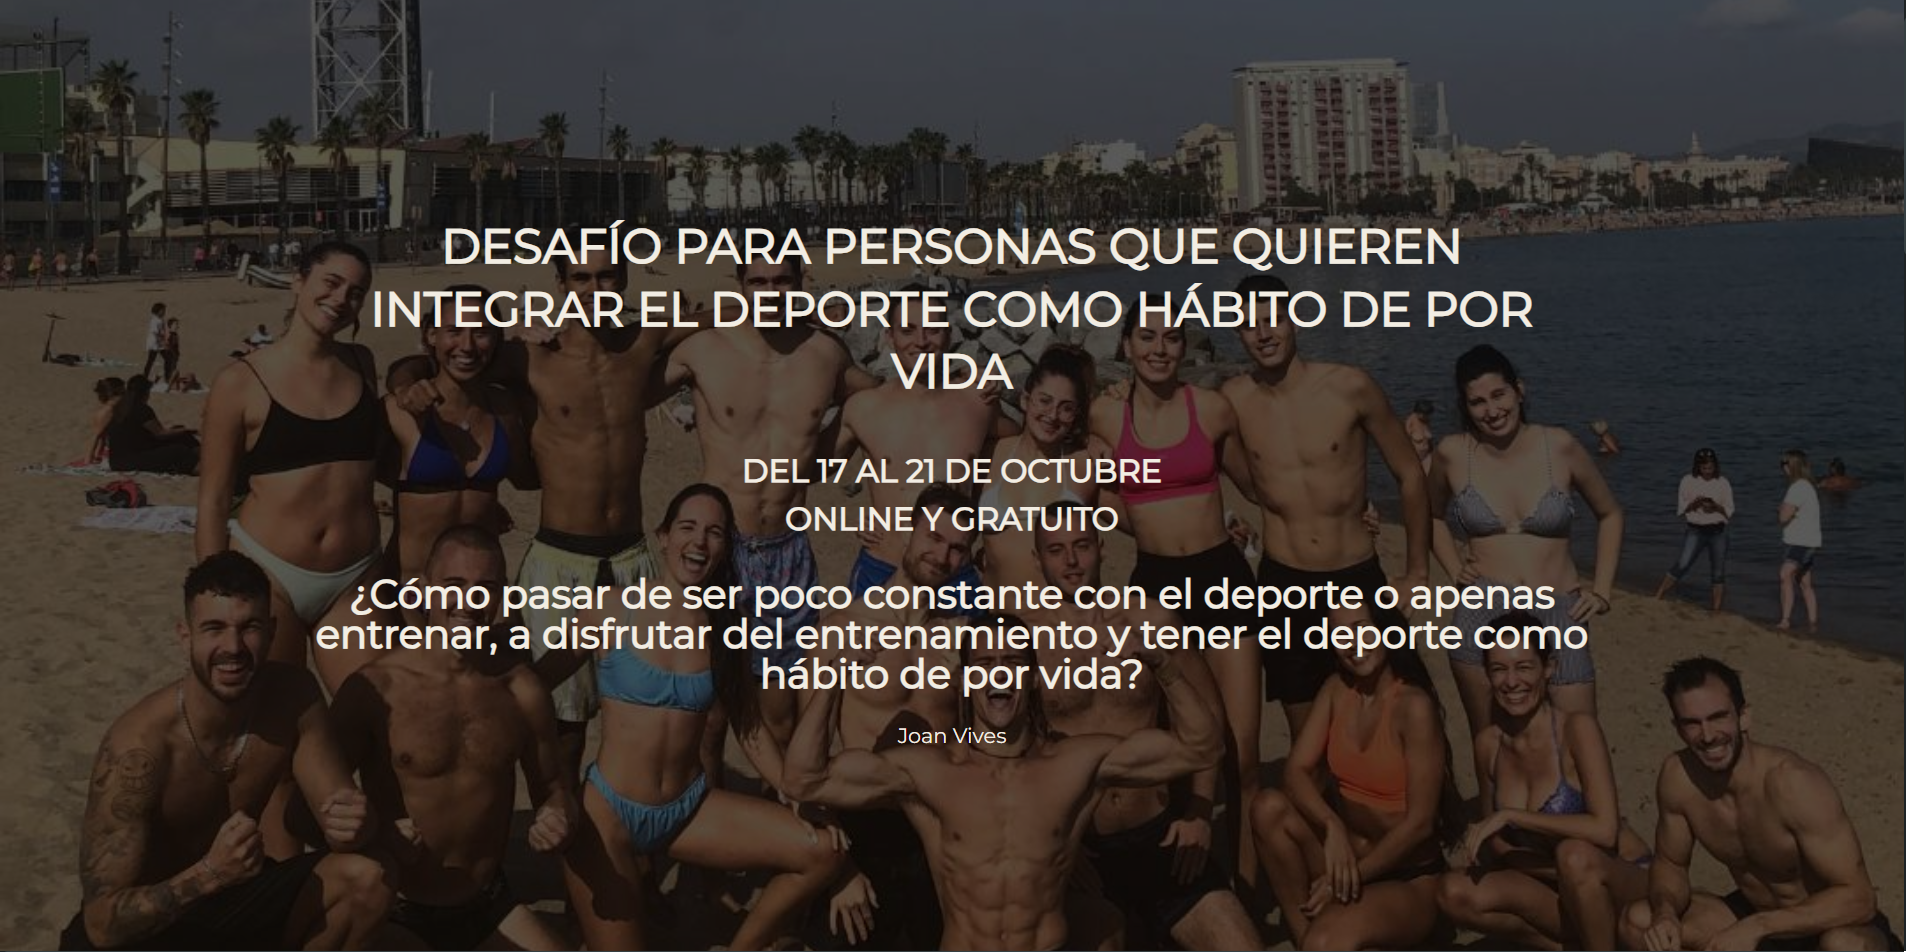 DESAFÍO PARA PERSONAS QUE QUIEREN
INTEGRAR EL DEPORTE COMO HÁBITO DE POR
VIDA
DEL 17 AL 21 DE OCTUBRE
ONLINE Y GRATUITO
¿Cómo pasar de ser poco constante con el deporte o apenas
entrenar, a disfrutar del entrenamiento y tener el deporte como
hábito de por vida?
Joan Vives